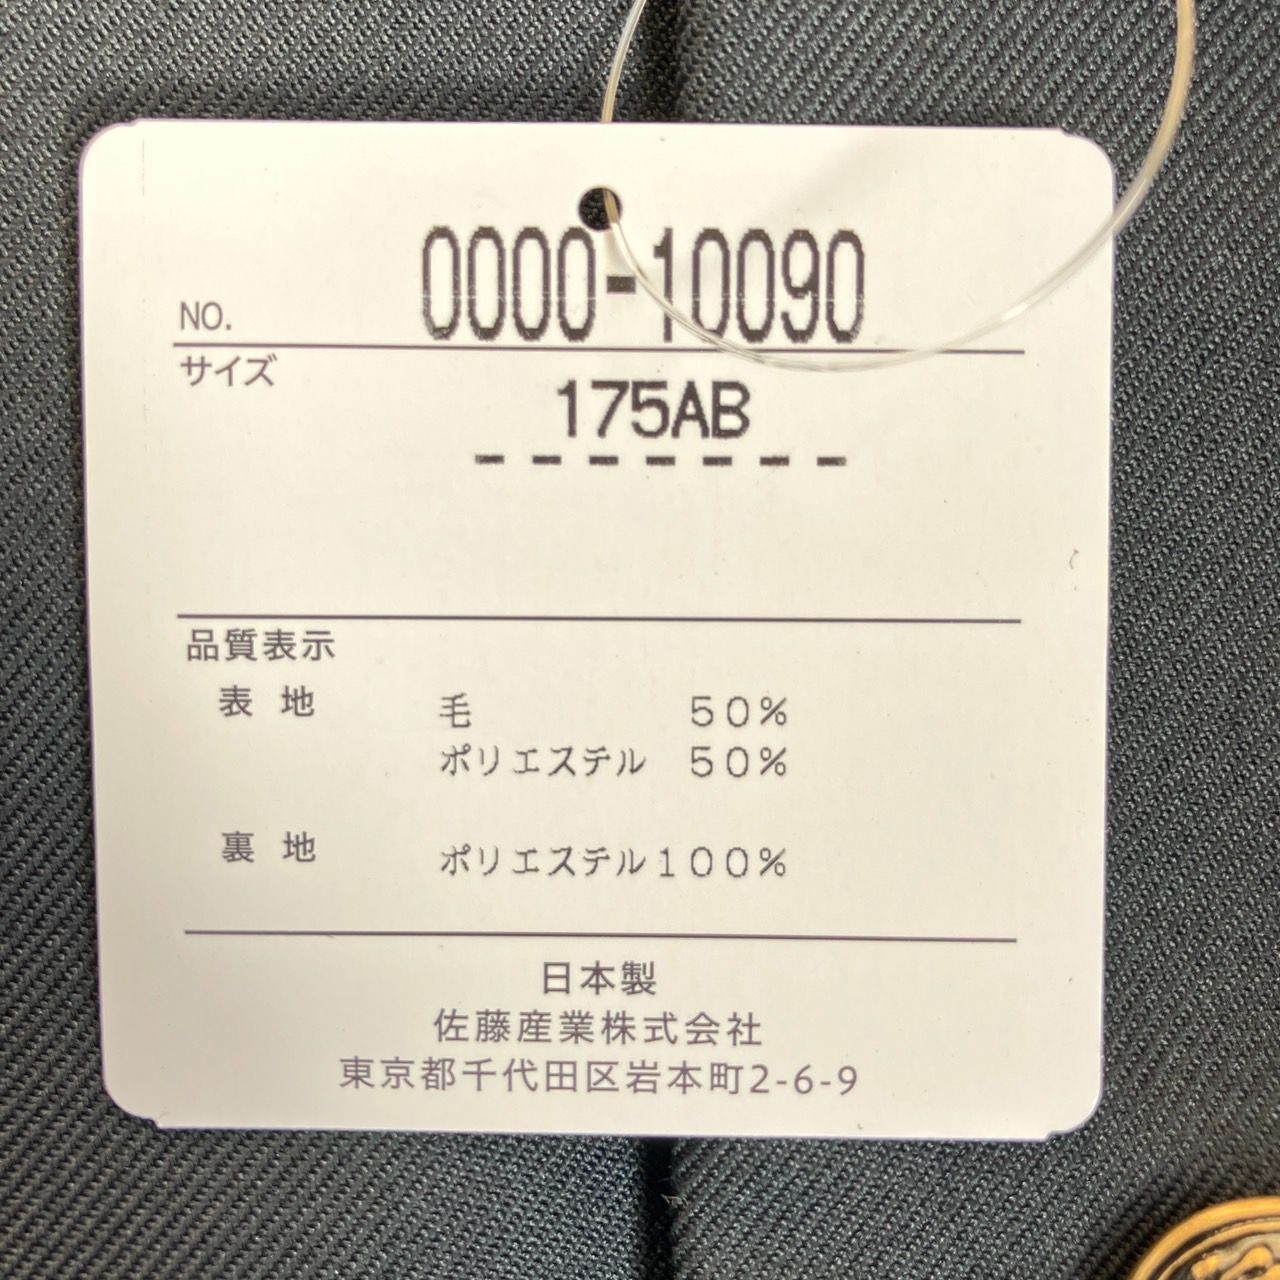 NO. 0000-10090
サイズ
175AB
- - - - - - -
品質表示
表 地 毛 50%
ポリエステル 50%
裏 地 ポリエステル100%
日本製
佐藤産業株式会社
東京都千代田区岩本町2-6-9